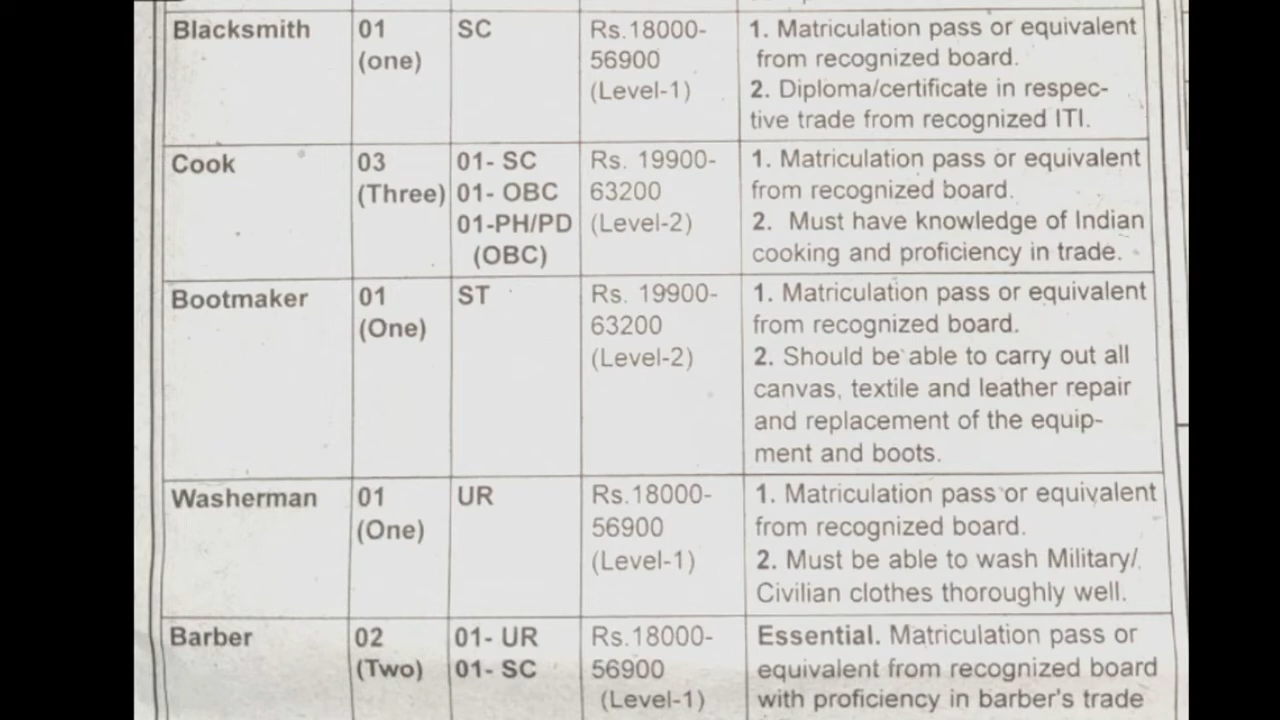 Blacksmith
01
(one)
SC
Rs.18000-
56900
(Level-1)
1. Matriculation pass or equivalent
from recognized board.
2. Diploma/certificate in respec-
tive trade from recognized ITI.
Cook
03
(Three)
01- SC
01- OBC
01-PH/PD
(OBC)
Rs. 19900-
63200
(Level-2)
1. Matriculation pass or equivalent
from recognized board.
2. Must have knowledge of Indian
cooking and proficiency in trade.
Bootmaker
01
(One)
ST
Rs. 19900-
63200
(Level-2)
1. Matriculation pass or equivalent
from recognized board.
2. Should be able to carry out all
canvas, textile and leather repair
and replacement of the equip-
ment and boots.
Washerman
01
(One)
UR
Rs.18000-
56900
(Level-1)
1. Matriculation pass or equivalent
from recognized board.
2. Must be able to wash Military/
Civilian clothes thoroughly well.
Barber
02
(Two)
01- UR
01- SC
Rs.18000-
56900
(Level-1)
Essential. Matriculation pass or
equivalent from recognized board
with proficiency in barber's trade